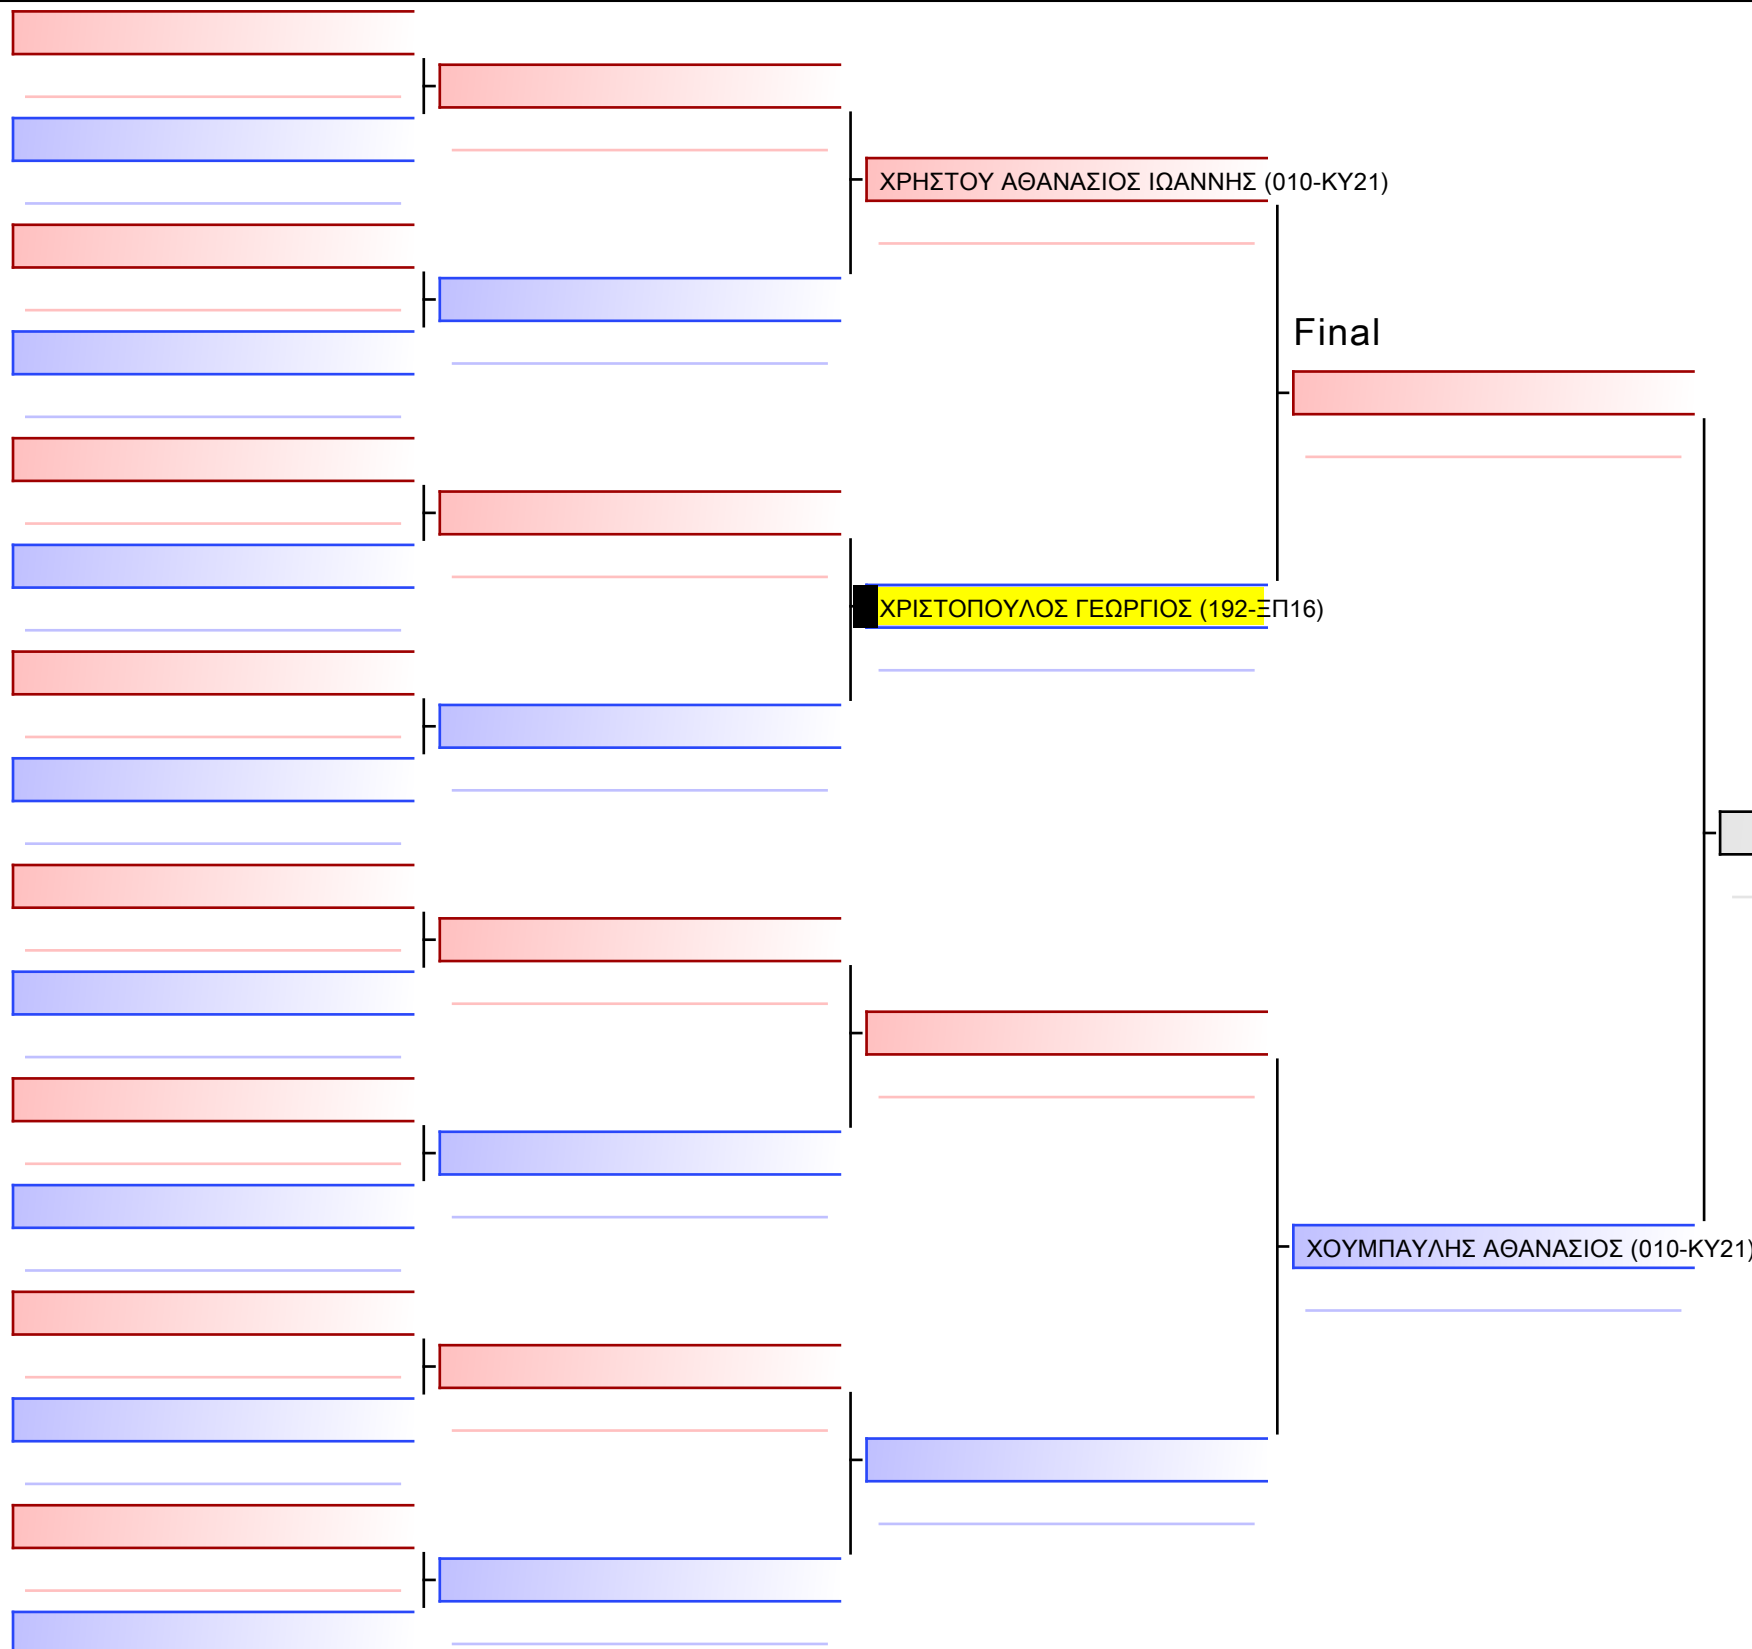 ΧΡΗΣΤΟΥ ΑΘΑΝΑΣΙΟΣ ΙΩΑΝΝΗΣ (010-ΚΥ21)
Final
ΧΡΙΣΤΟΠΟΥΛΟΣ ΓΕΩΡΓΙΟΣ (192-ΞΠ16)
ΧΟΥΜΠΑΥΛΗΣ ΑΘΑΝΑΣΙΟΣ (010-ΚΥ21)